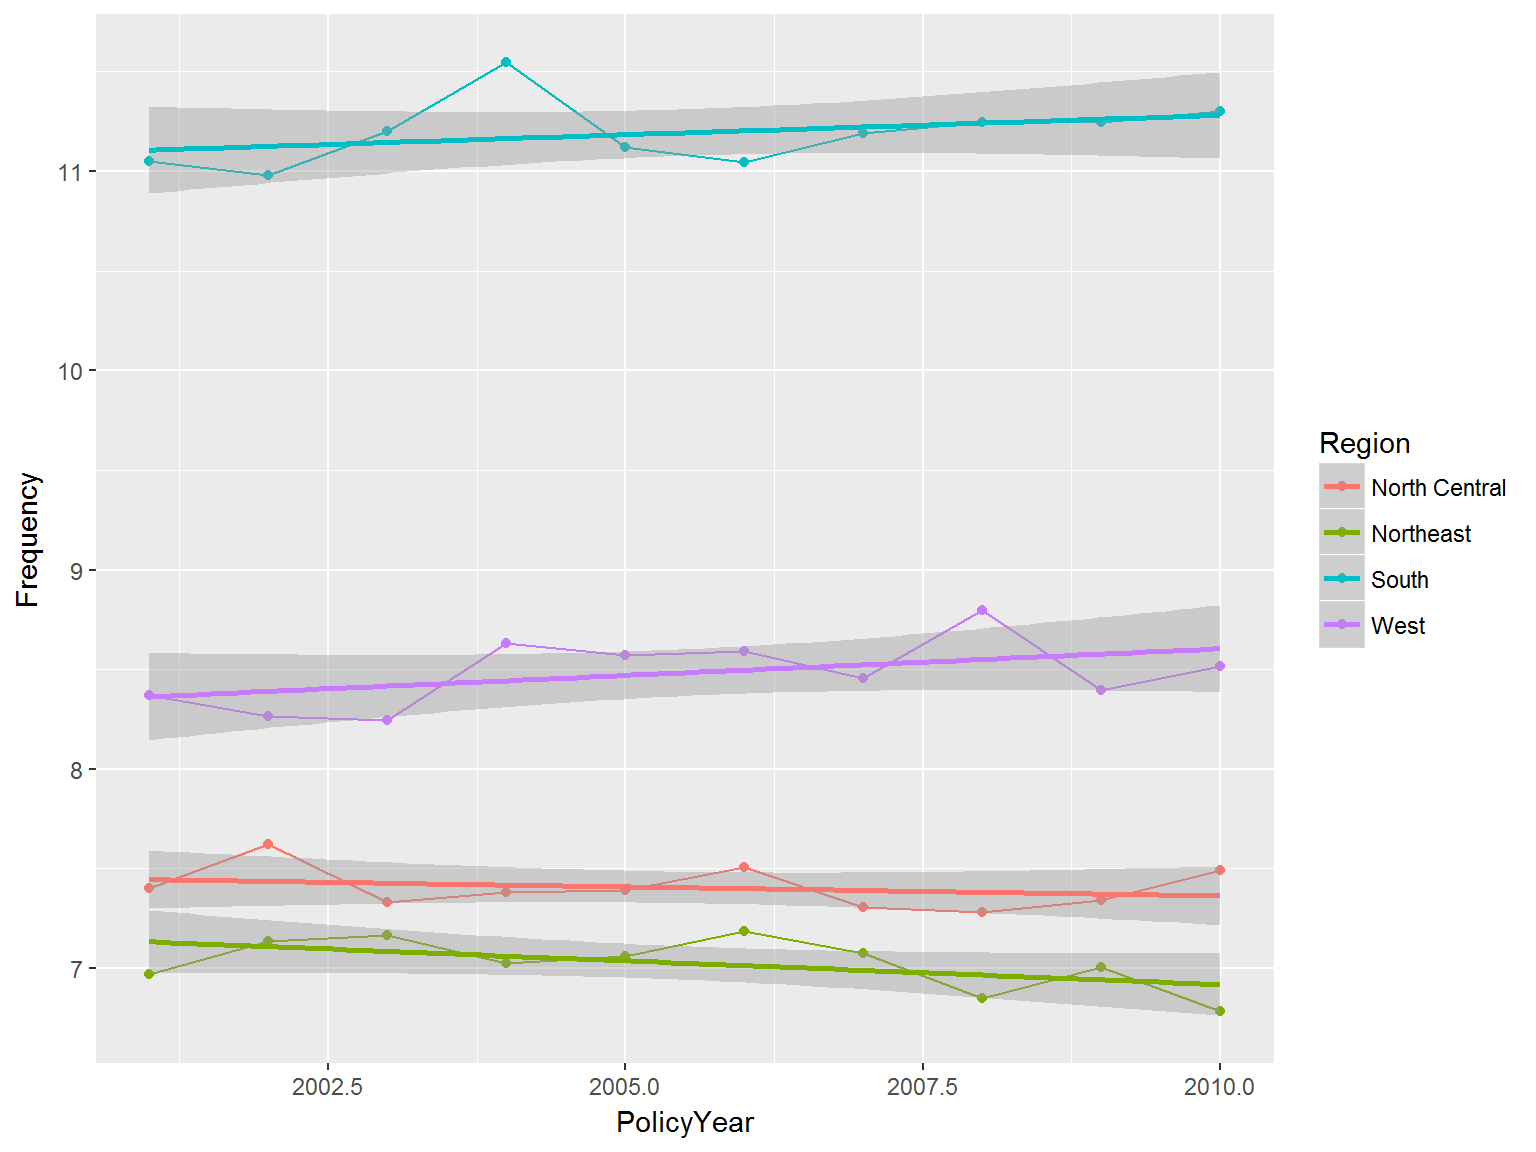 11
10
9
8
7
Frequency
2002.5
2005.0
2007.5
2010.0
PolicyYear
Region
North Central
Northeast
South
West